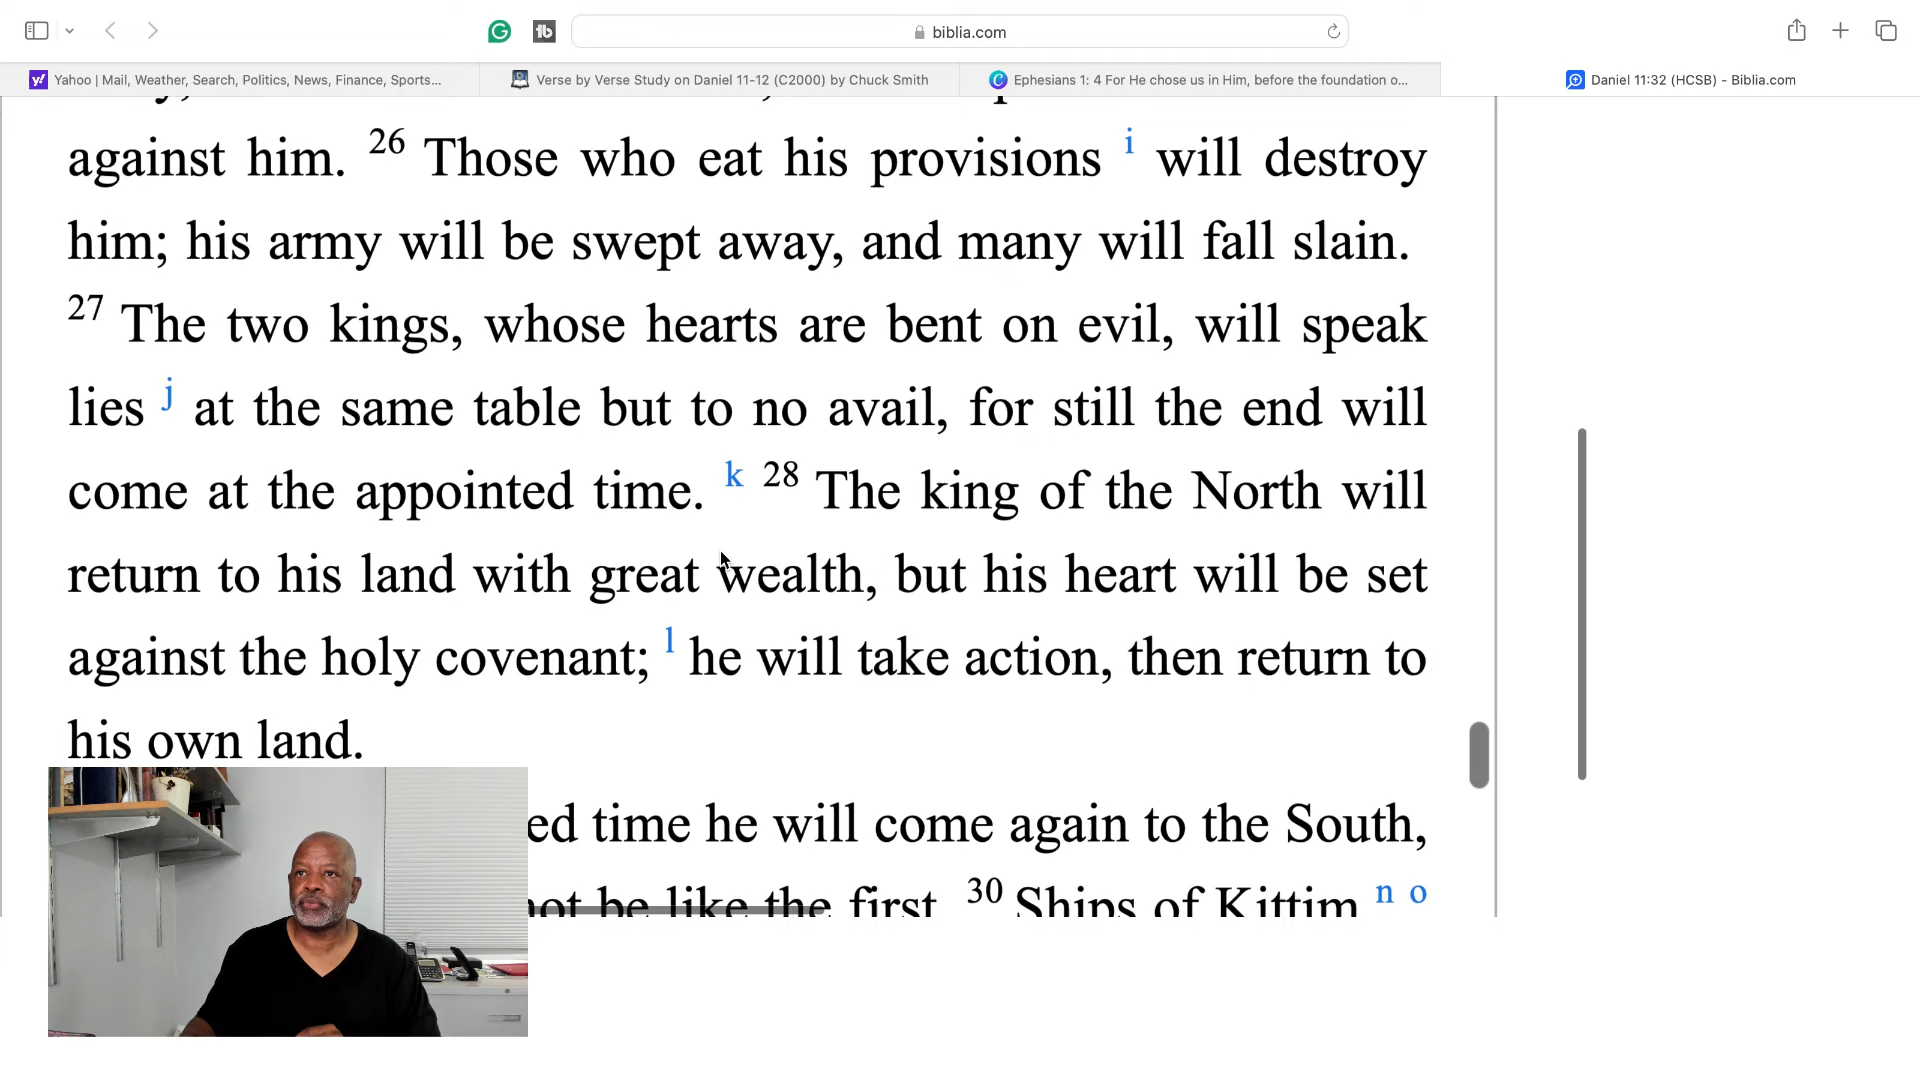 biblia.com
Yahoo | Mail, Weather, Search, Politics, News, Finance, Sports...
Verse by Verse Study on Daniel 11-12 (C2000) by Chuck Smith
Ephesians 1: 4 For He chose us in Him, before the foundation o...
Daniel 11:32 (HCSB) - Biblia.com
against him. 26 Those who eat his provisions i will destroy
him; his army will be swept away, and many will fall slain.
27 The two kings, whose hearts are bent on evil, will speak
lies j at the same table but to no avail, for still the end will
come at the appointed time. k 28 The king of the North will
return to his land with great wealth, but his heart will be set
against the holy covenant; l he will take action, then return to
his own land.
ed time he will come again to the South,
not be like the first. 30 Ships of Kittim n o